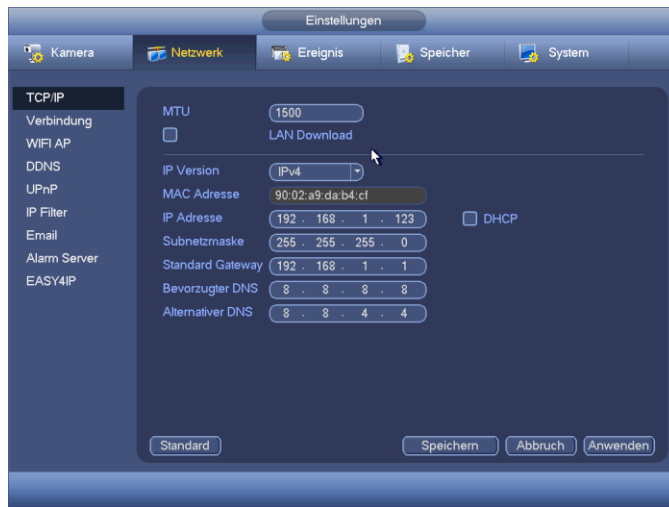 Einstellungen
Kamera Netzwerk Ereignis Speicher System
TCP/IP
Verbindung
WIFI AP
DDNS
UPnP
IP Filter
Email
Alarm Server
EASY4IP
MTU 1500
LAN Download
IP Version IPv4
MAC Adresse 90:02:a9:da:b4:cf
IP Adresse 192 . 168 . 1 . 123 DHCP
Subnetzmaske 255 . 255 . 255 . 0
Standard Gateway 192 . 168 . 1 . 1
Bevorzugter DNS 8 . 8 . 8 . 8
Alternativer DNS 8 . 8 . 4 . 4
Standard Speichern Abbruch Anwenden